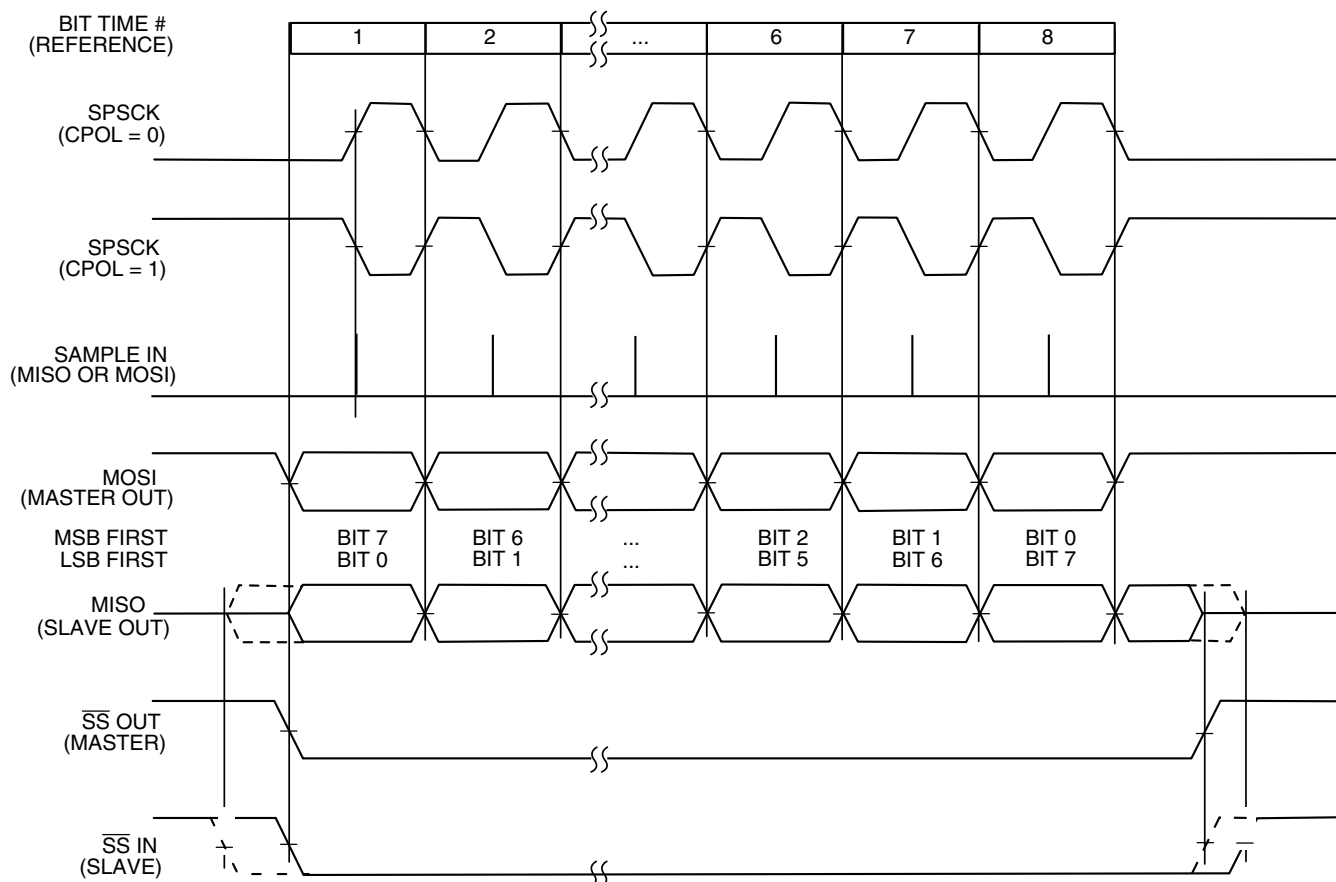 BIT TIME #
(REFERENCE)
1 2 ... 6 7 8
SPSCK
(CPOL = 0)
SPSCK
(CPOL = 1)
SAMPLE IN
(MISO OR MOSI)
MOSI
(MASTER OUT)
MSB FIRST BIT 7 BIT 6 ... BIT 2 BIT 1 BIT 0
LSB FIRST BIT 0 BIT 1 ... BIT 5 BIT 6 BIT 7
MISO
(SLAVE OUT)
S̅S̅ OUT
(MASTER)
S̅S̅ IN
(SLAVE)